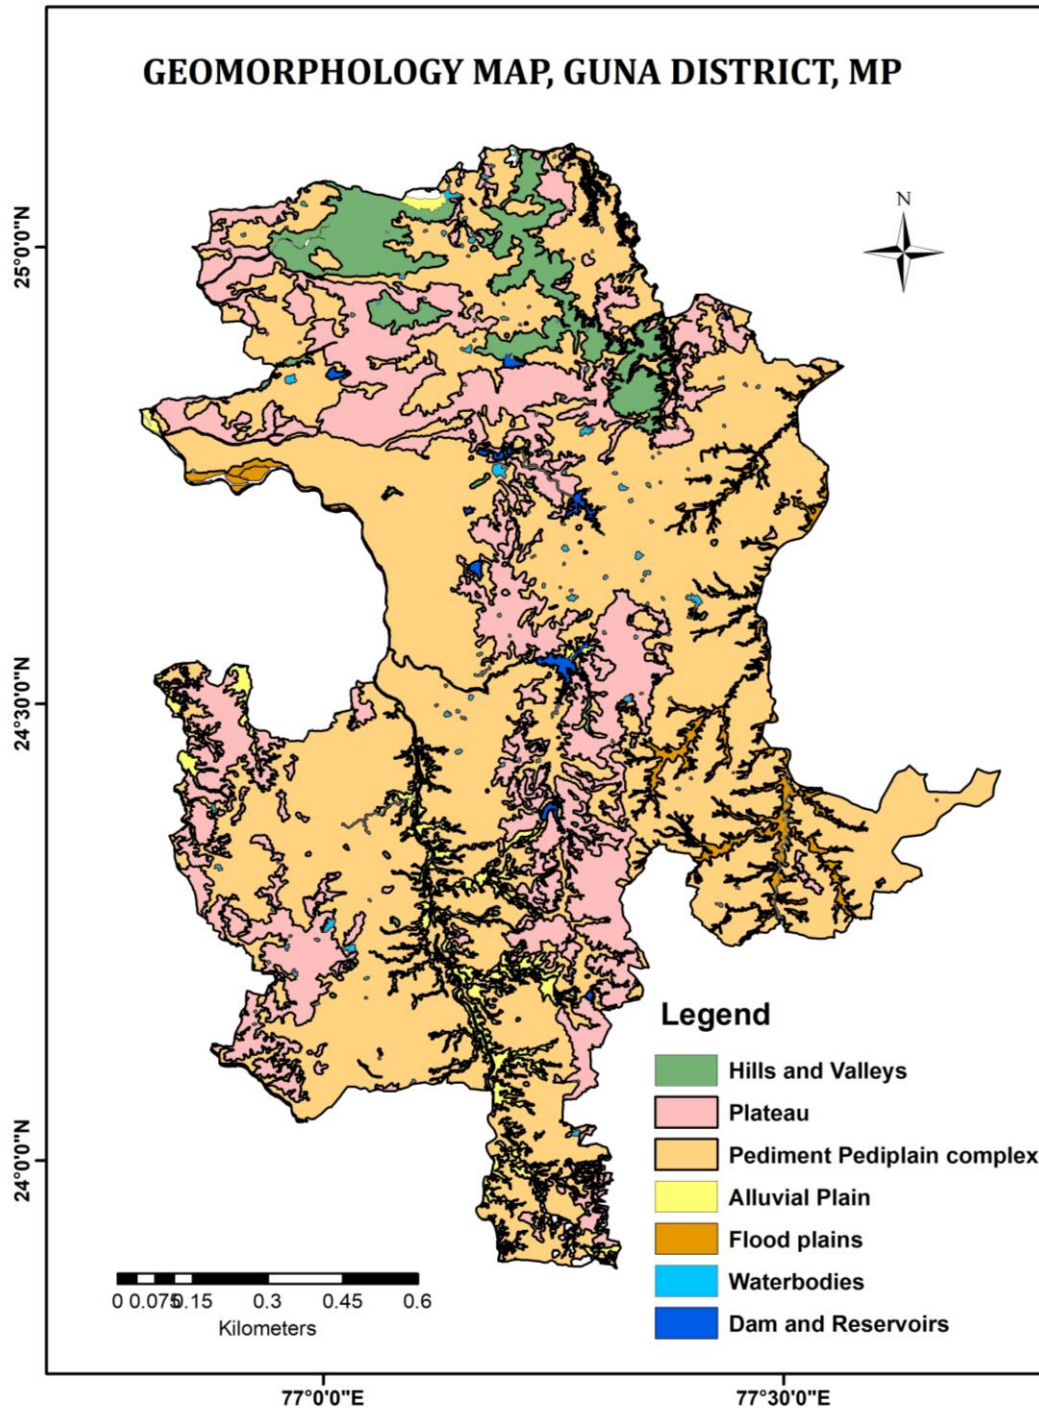 GEOMORPHOLOGY MAP, GUNA DISTRICT, MP
N
25°0'0"N
24°30'0"N
24°0'0"N
Legend
Hills and Valleys
Plateau
Pediment Pediplain complex
Alluvial Plain
Flood plains
Waterbodies
Dam and Reservoirs
0 0.075 0.15 0.3 0.45 0.6
Kilometers
77°0'0"E 77°30'0"E